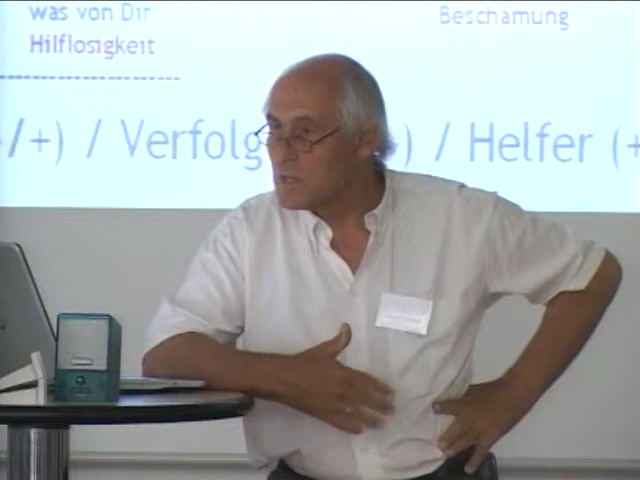 was von Dir
Beschämung
Hilflosigkeit
/+) / Verfolg ) / Helfer (+